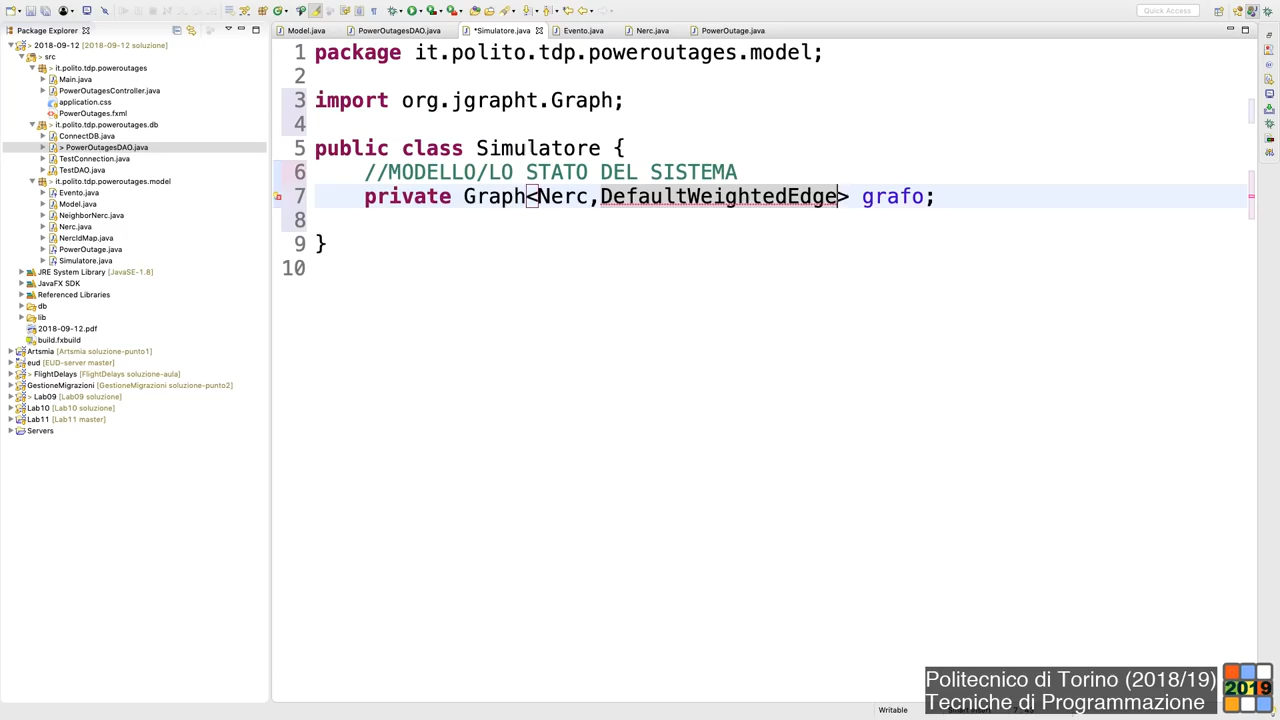 Quick Access
Package Explorer
Model.java
PowerOutagesDAO.java
*Simulatore.java
Evento.java
Nerc.java
PowerOutage.java
> 2018-09-12 [2018-09-12 soluzione]
> src
> it.polito.tdp.poweroutages
Main.java
PowerOutagesController.java
application.css
PowerOutages.fxml
> it.polito.tdp.poweroutages.db
ConnectDB.java
> PowerOutagesDAO.java
TestConnection.java
TestDAO.java
> it.polito.tdp.poweroutages.model
Evento.java
Model.java
NeighborNerc.java
Nerc.java
NercIdMap.java
PowerOutage.java
Simulatore.java
JRE System Library [JavaSE-1.8]
JavaFX SDK
Referenced Libraries
db
lib
2018-09-12.pdf
build.fxbuild
Artsmia [Artsmia soluzione-punto1]
eud [EUD-server master]
> FlightDelays [FlightDelays soluzione-aula]
GestioneMigrazioni [GestioneMigrazioni soluzione-punto2]
> Lab09 [Lab09 soluzione]
Lab10 [Lab10 soluzione]
Lab11 [Lab11 master]
Servers
1 package it.polito.tdp.poweroutages.model;
2
3 import org.jgrapht.Graph;
4
5 public class Simulatore {
6 //MODELLO/LO STATO DEL SISTEMA
7 private Graph<Nerc,DefaultWeightedEdge> grafo;
8
9 }
10
Politecnico di Torino (2018/19)
Tecniche di Programmazione
2019
Writable